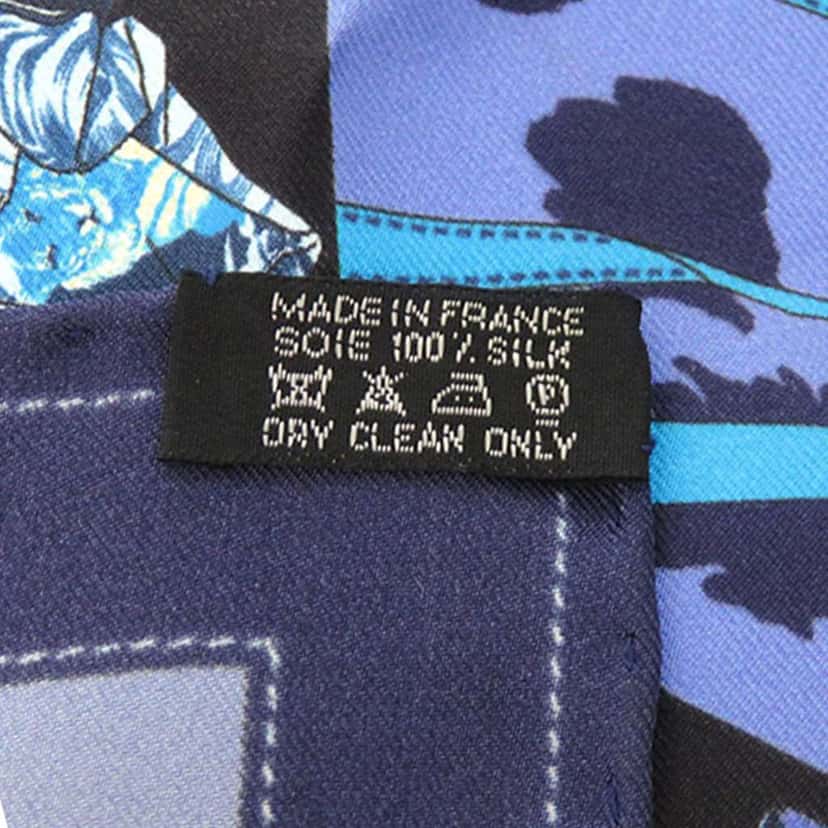 MADE IN FRANCE
SOIE 100% SILK
P
DRY CLEAN ONLY